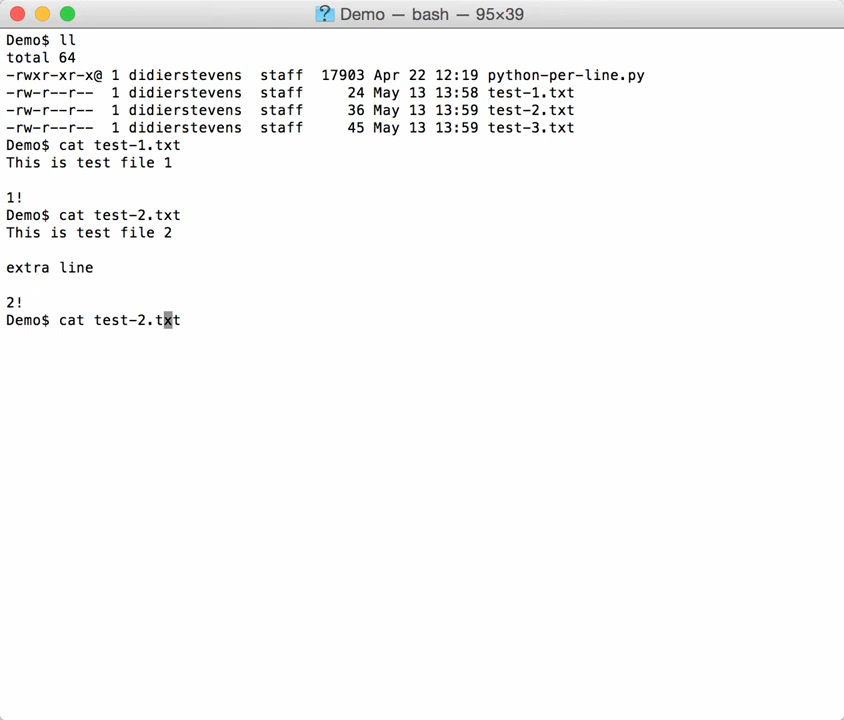 Demo — bash — 95×39
Demo$ ll
total 64
-rwxr-xr-x@ 1 didierstevens  staff  17903 Apr 22 12:19 python-per-line.py
-rw-r--r--  1 didierstevens  staff     24 May 13 13:58 test-1.txt
-rw-r--r--  1 didierstevens  staff     36 May 13 13:59 test-2.txt
-rw-r--r--  1 didierstevens  staff     45 May 13 13:59 test-3.txt
Demo$ cat test-1.txt
This is test file 1

1!
Demo$ cat test-2.txt
This is test file 2

extra line

2!
Demo$ cat test-2.txt